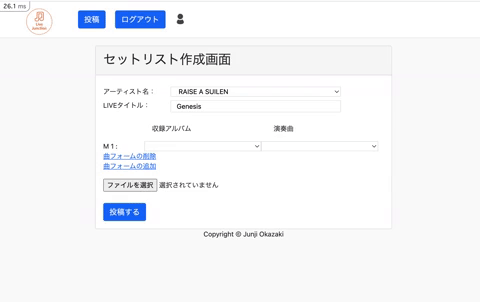 26.1 ms
Live
投稿 ログアウト
セットリスト作成画面
アーティスト名： RAISE A SUILEN
LIVEタイトル： Genesis
収録アルバム 演奏曲
M 1 :
曲フォームの削除
曲フォームの追加
ファイルを選択 選択されていません
投稿する
Copyright © Junji Okazaki